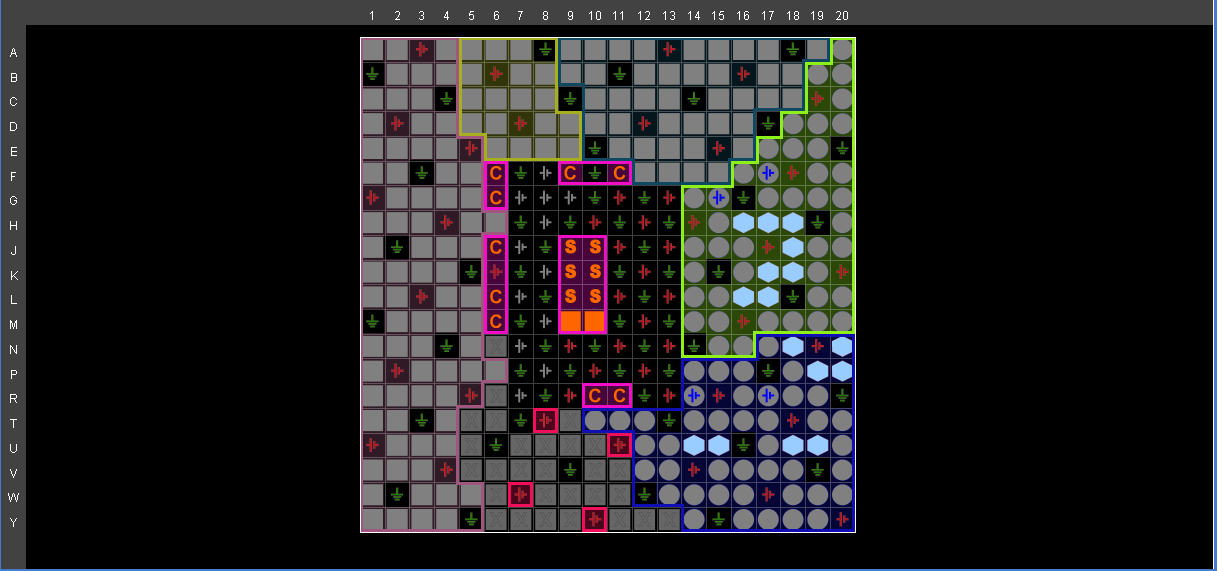 1 2 3 4 5 6 7 8 9 10 11 12 13 14 15 16 17 18 19 20
A
B
C
D
E
F C C C
G C
H
J C S S
K S S
L C S S
M C
N X
P
R X C C
T X X X
U X X X X X
V X X X X X X
W X X X X X
Y X X X X X X X